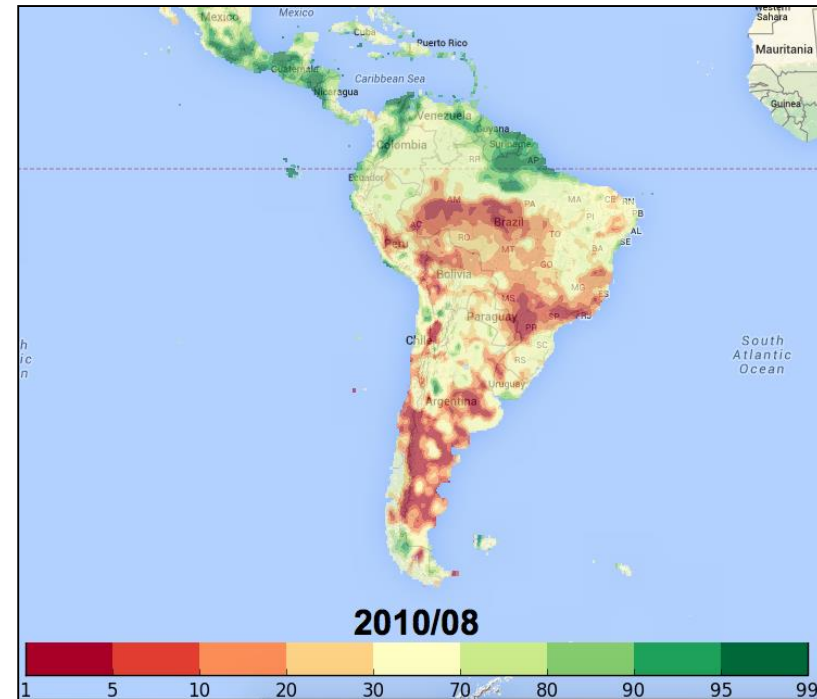 Mexico
Western
Sahara
Mexico
Cuba
Puerto Rico
Mauritania
Guatemala
Caribbean Sea
Nicaragua
Guinea
Venezuela
Guyana
Suriname
Colombia
RR
AP
Ecuador
AM
PA
MA
CE
RN
PB
PI
AC
Brazil
TO
AL
SE
Peru
RO
MT
BA
GO
Bolivia
MG
ES
MS
Paraguay
SP
RJ
PR
Chile
SC
South
Atlantic
Ocean
h
ic
n
RS
Uruguay
Argentina
2010/08
1 5 10 20 30 70 80 90 95 99